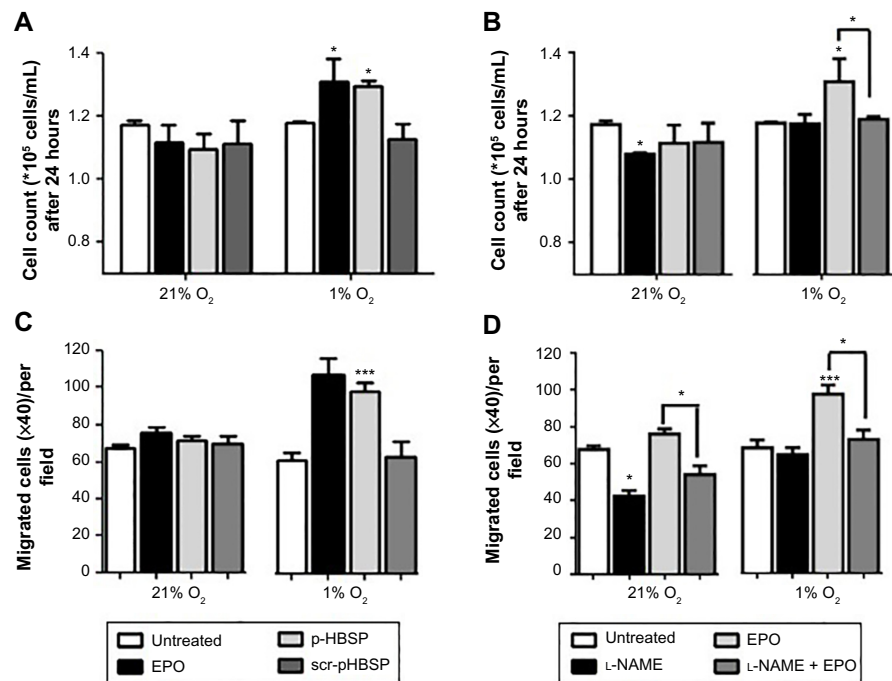 A
Cell count (*10⁵ cells/mL)
after 24 hours
1.4
1.2
1.0
0.8
*
*
21% O₂
1% O₂
B
Cell count (*10⁵ cells/mL)
after 24 hours
1.4
1.2
1.0
0.8
*
*
*
21% O₂
1% O₂
C
Migrated cells (×40)/per
field
120
100
80
60
40
20
0
***
21% O₂
1% O₂
D
Migrated cells (×40)/per
field
120
100
80
60
40
20
0
*
*
***
*
21% O₂
1% O₂
Untreated
p-HBSP
EPO
scr-pHBSP
Untreated
EPO
L-NAME
L-NAME + EPO